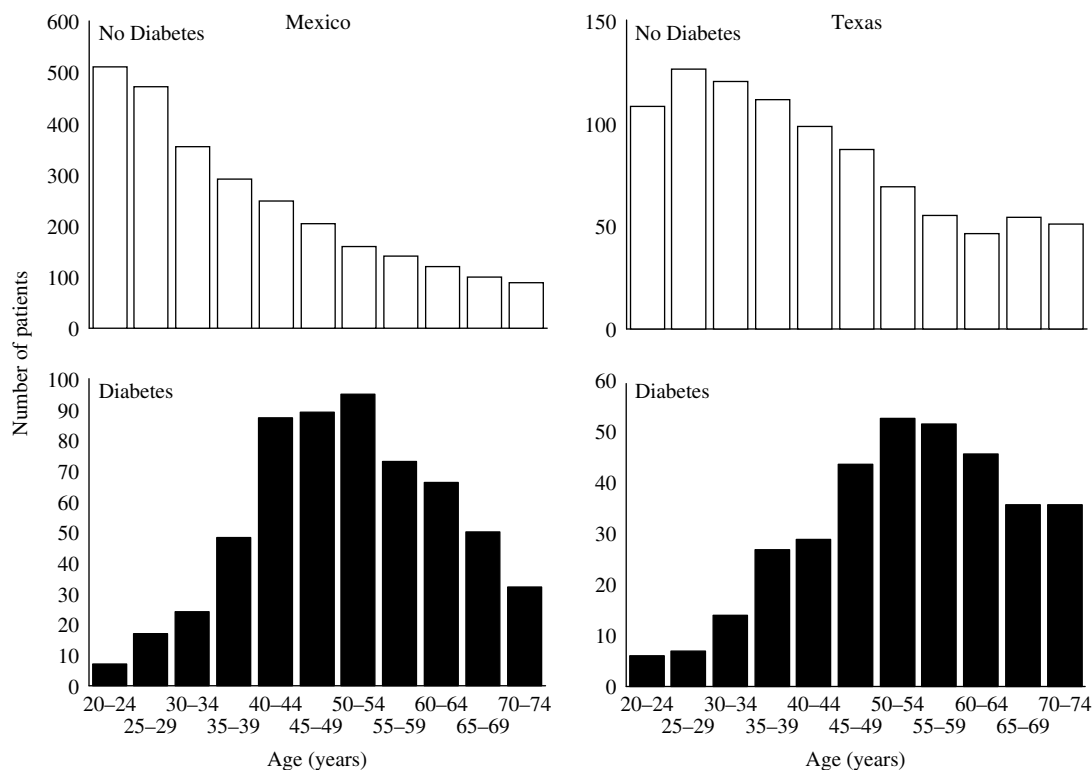 Mexico
No Diabetes
600
500
400
300
200
100
0
Texas
No Diabetes
150
100
50
0
Number of patients
Diabetes
100
90
80
70
60
50
40
30
20
10
0
20–24 30–34 40–44 50–54 60–64 70–74
25–29 35–39 45–49 55–59 65–69
Age (years)
Diabetes
60
50
40
30
20
10
0
20–24 30–34 40–44 50–54 60–64 70–74
25–29 35–39 45–49 55–59 65–69
Age (years)